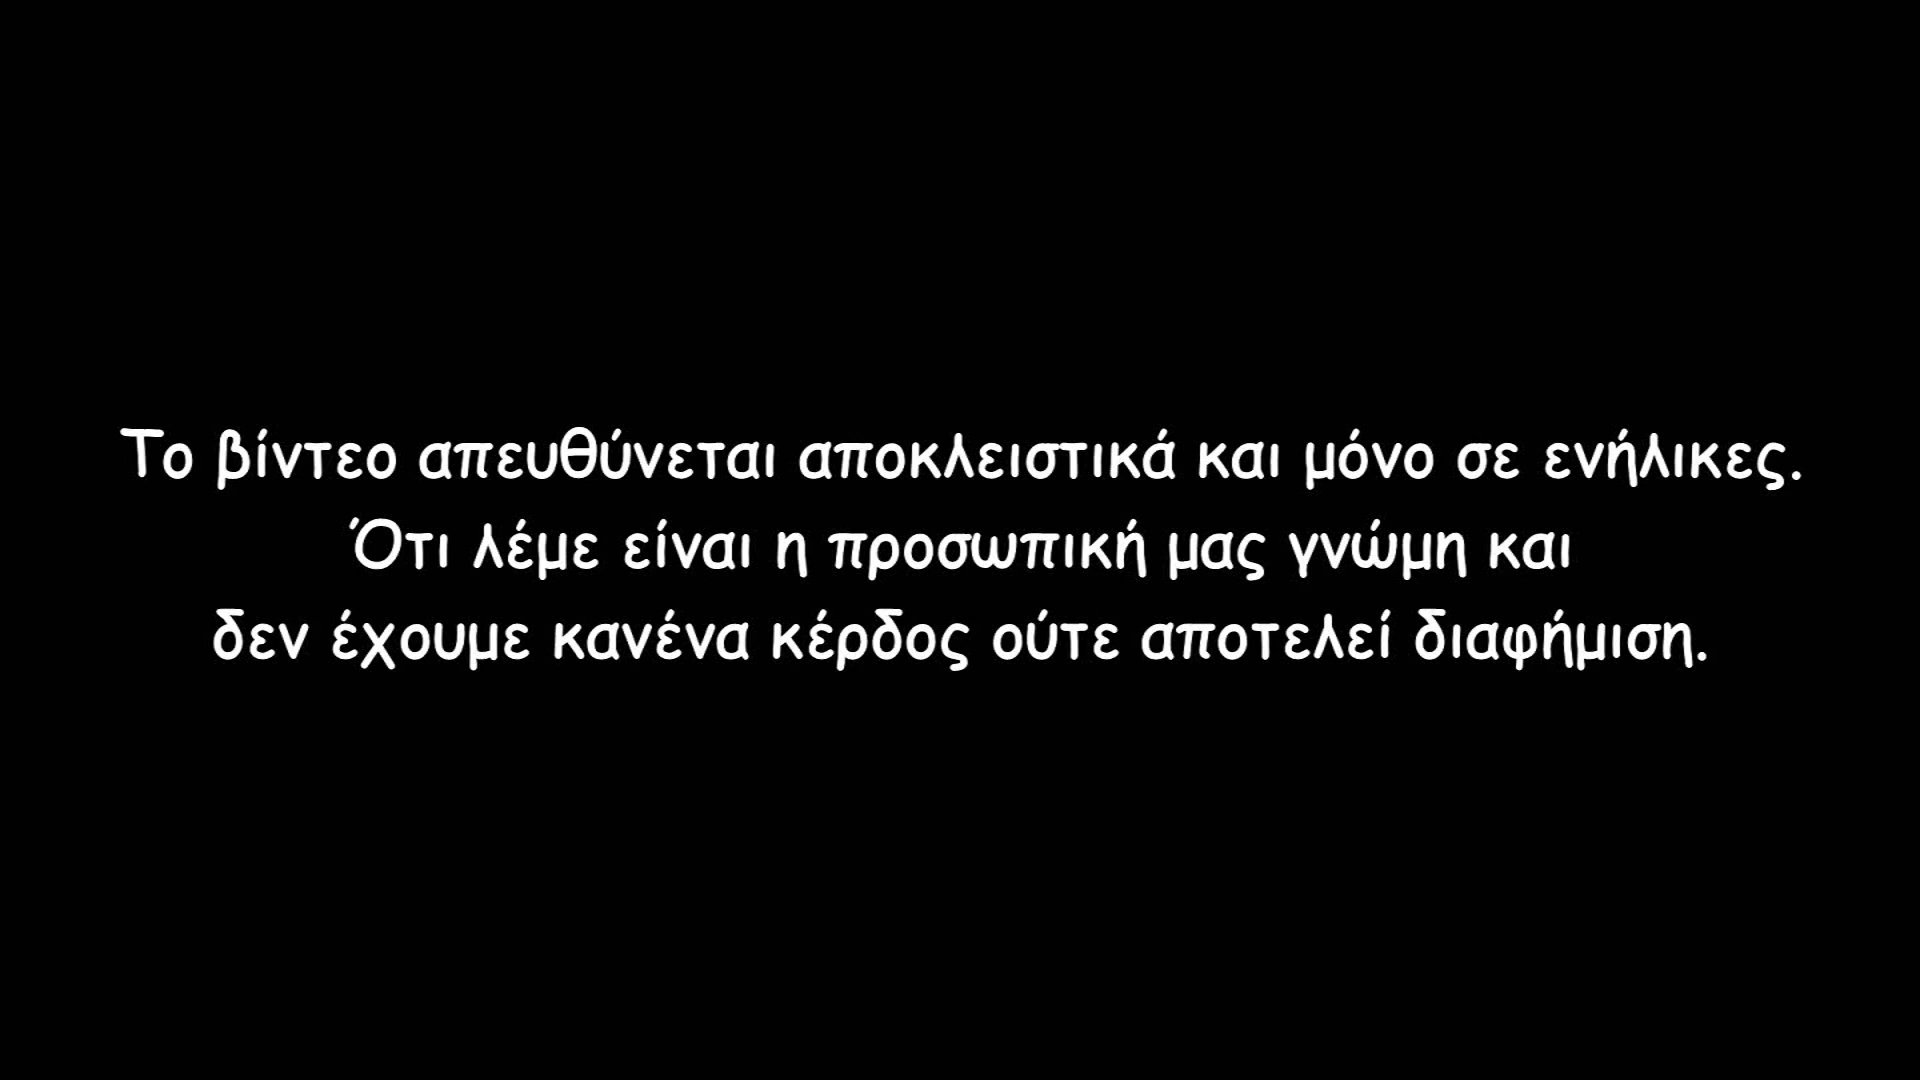 Το βίντεο απευθύνεται αποκλειστικά και μόνο σε ενήλικες.
Ότι λέμε είναι η προσωπική μας γνώμη και
δεν έχουμε κανένα κέρδος ούτε αποτελεί διαφήμιση.